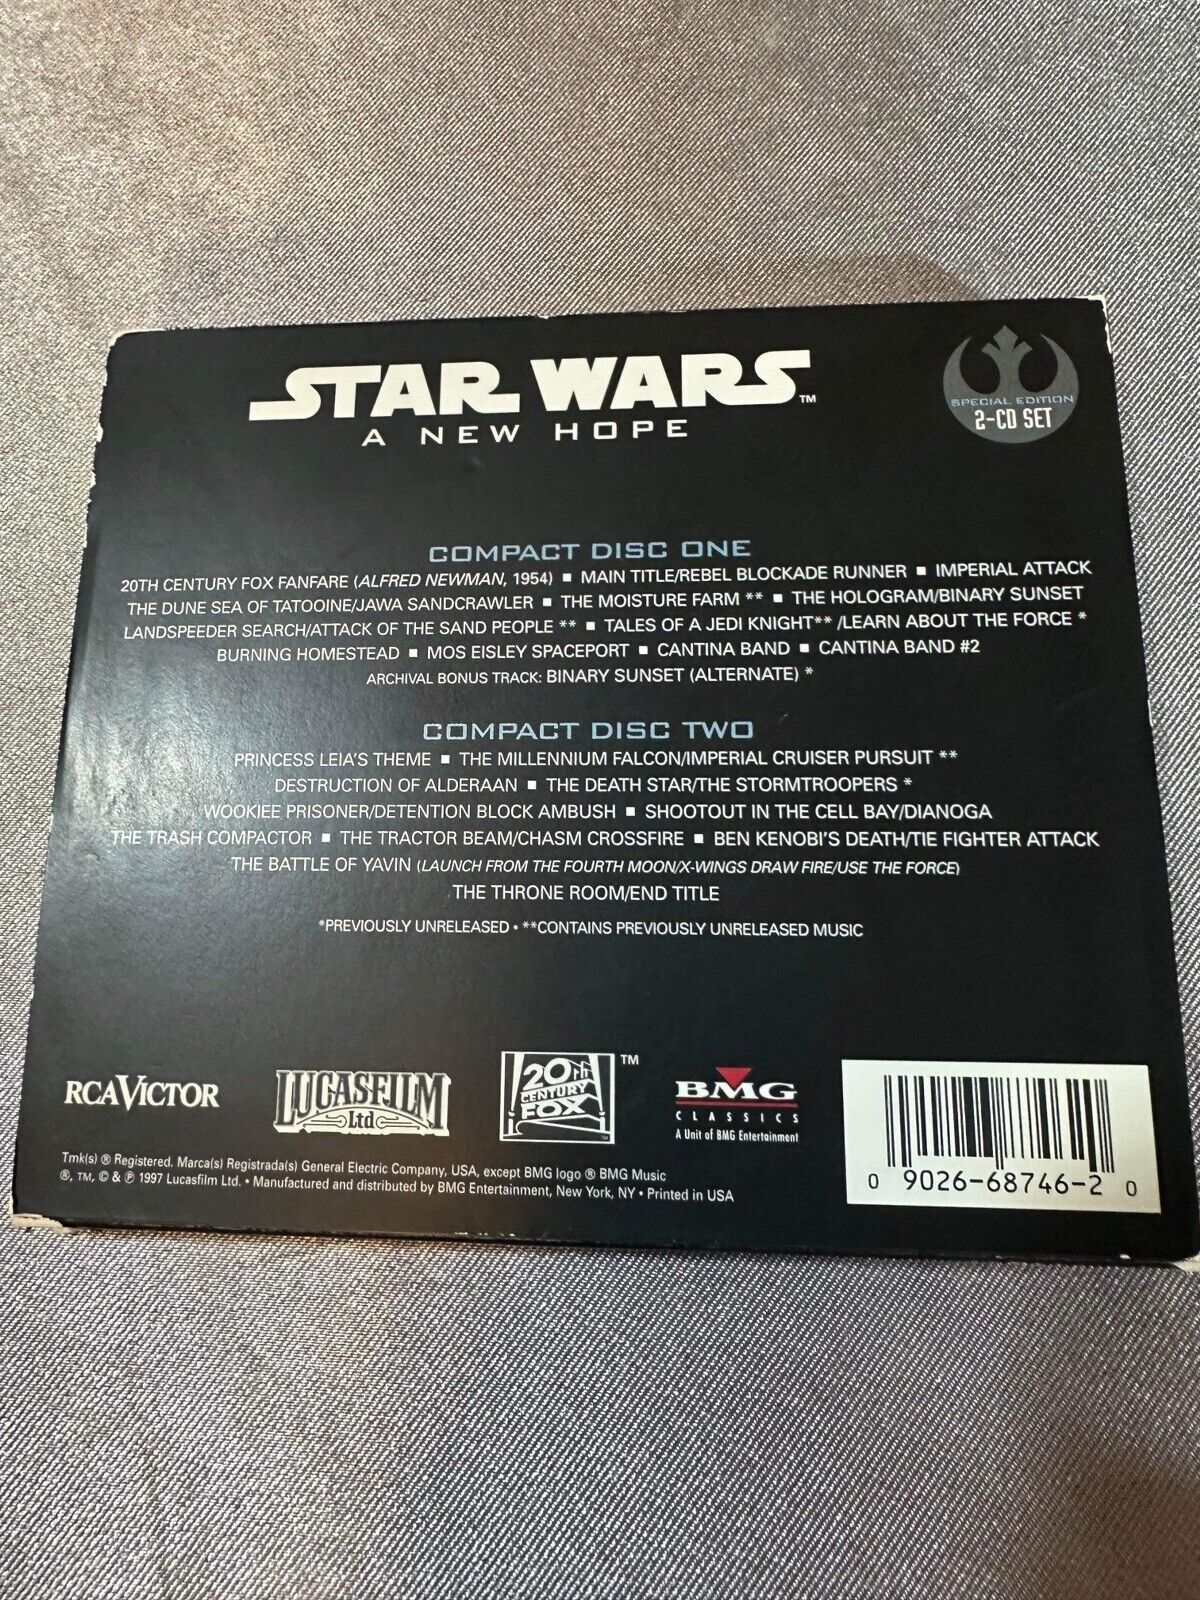 STAR WARS™
A NEW HOPE
SPECIAL EDITION
2-CD SET
COMPACT DISC ONE
20TH CENTURY FOX FANFARE (ALFRED NEWMAN, 1954) ■ MAIN TITLE/REBEL BLOCKADE RUNNER ■ IMPERIAL ATTACK
THE DUNE SEA OF TATOOINE/JAWA SANDCRAWLER ■ THE MOISTURE FARM ** ■ THE HOLOGRAM/BINARY SUNSET
LANDSPEEDER SEARCH/ATTACK OF THE SAND PEOPLE ** ■ TALES OF A JEDI KNIGHT** /LEARN ABOUT THE FORCE *
BURNING HOMESTEAD ■ MOS EISLEY SPACEPORT ■ CANTINA BAND ■ CANTINA BAND #2
ARCHIVAL BONUS TRACK: BINARY SUNSET (ALTERNATE) *
COMPACT DISC TWO
PRINCESS LEIA'S THEME ■ THE MILLENNIUM FALCON/IMPERIAL CRUISER PURSUIT **
DESTRUCTION OF ALDERAAN ■ THE DEATH STAR/THE STORMTROOPERS *
WOOKIEE PRISONER/DETENTION BLOCK AMBUSH ■ SHOOTOUT IN THE CELL BAY/DIANOGA
THE TRASH COMPACTOR ■ THE TRACTOR BEAM/CHASM CROSSFIRE ■ BEN KENOBI'S DEATH/TIE FIGHTER ATTACK
THE BATTLE OF YAVIN (LAUNCH FROM THE FOURTH MOON/X-WINGS DRAW FIRE/USE THE FORCE)
THE THRONE ROOM/END TITLE
*PREVIOUSLY UNRELEASED • **CONTAINS PREVIOUSLY UNRELEASED MUSIC
RCA VICTOR
LUCASFILM
Ltd
20TH
CENTURY
FOX
™
BMG
CLASSICS
A Unit of BMG Entertainment
Tmk(s) ® Registered. Marca(s) Registrada(s) General Electric Company, USA, except BMG logo ® BMG Music
®, TM, © & ℗ 1997 Lucasfilm Ltd. • Manufactured and distributed by BMG Entertainment, New York, NY • Printed in USA
0 9026-68746-2 0